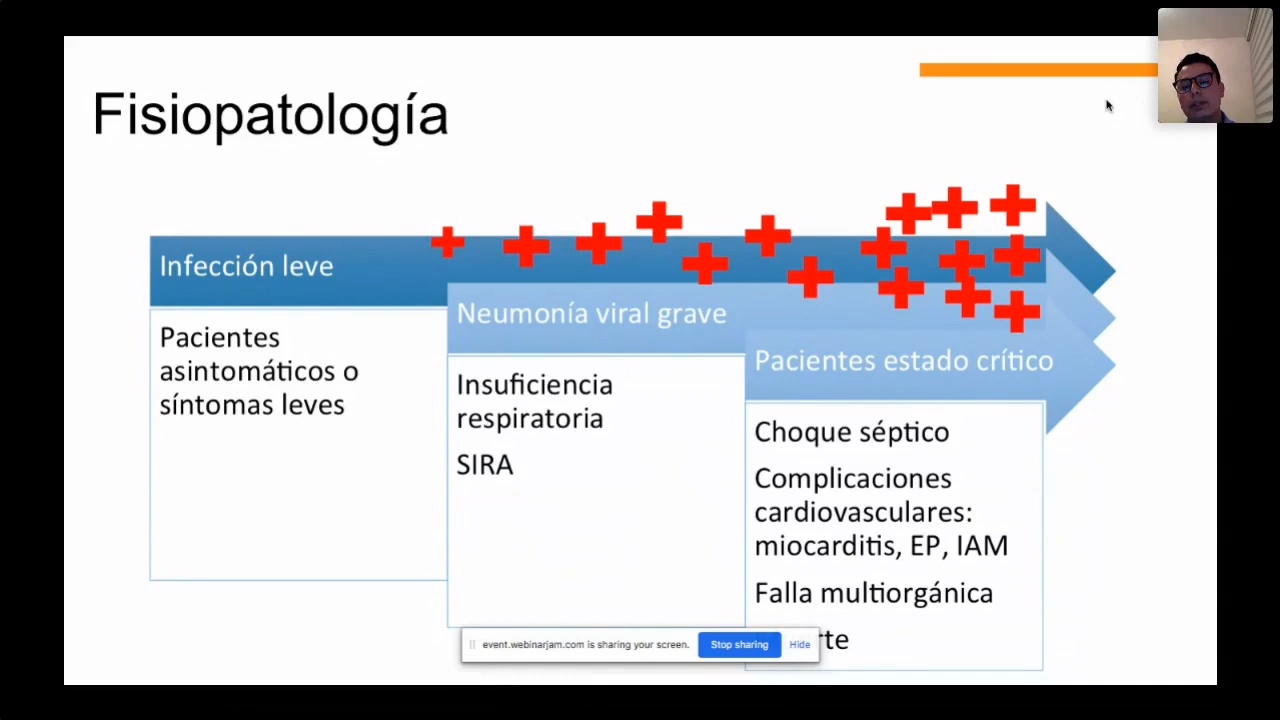 Fisiopatología
Infección leve
Pacientes
asintomáticos o
síntomas leves
Neumonía viral grave
Insuficiencia
respiratoria
SIRA
Pacientes estado crítico
Choque séptico
Complicaciones
cardiovasculares:
miocarditis, EP, IAM
Falla multiorgánica
rte
event.webinarjam.com is sharing your screen.
Stop sharing
Hide